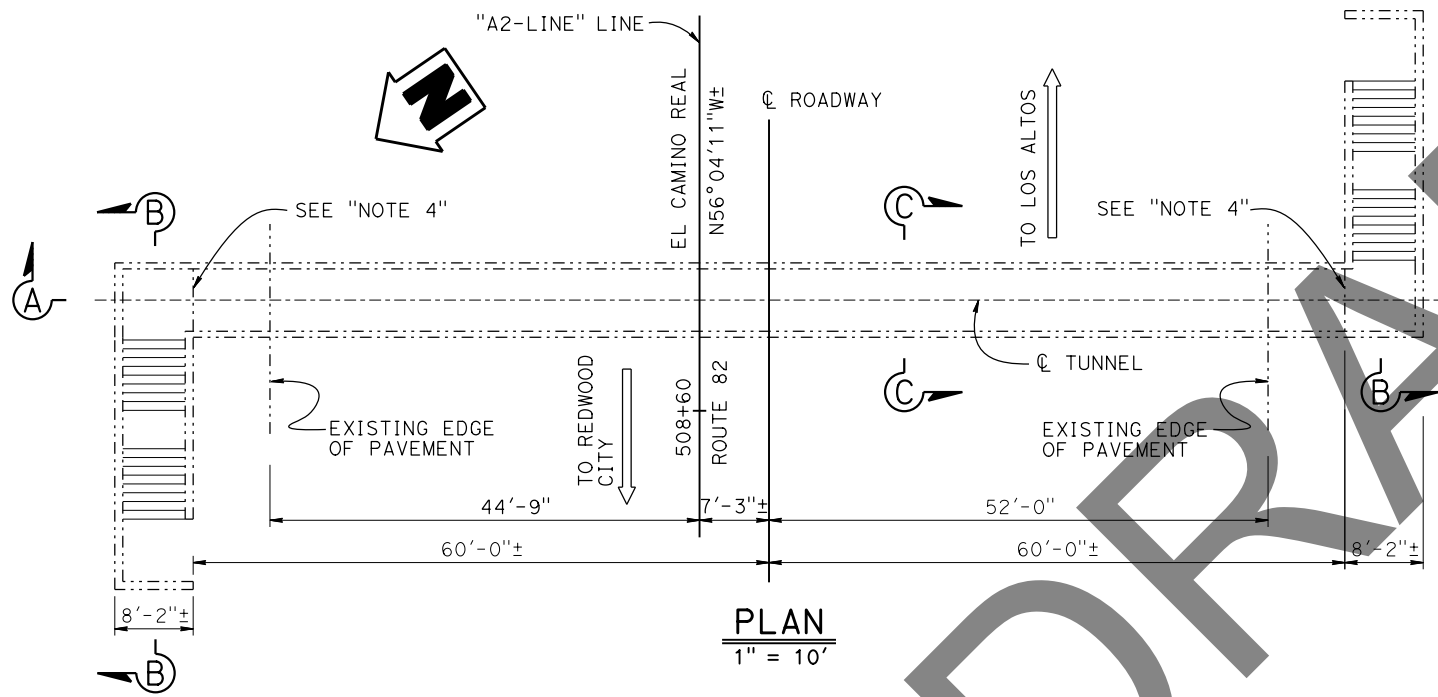 "A2-LINE" LINE
N
EL CAMINO REAL
N56°04'11"W±
℄ ROADWAY
TO LOS ALTOS
B
SEE "NOTE 4"
C
SEE "NOTE 4"
A
℄ TUNNEL
EXISTING EDGE
OF PAVEMENT
TO REDWOOD
CITY
508+60
ROUTE 82
C
EXISTING EDGE
OF PAVEMENT
B
44'-9"
7'-3"±
52'-0"
60'-0"±
60'-0"±
8'-2"±
8'-2"±
B
PLAN
1" = 10'
DRA